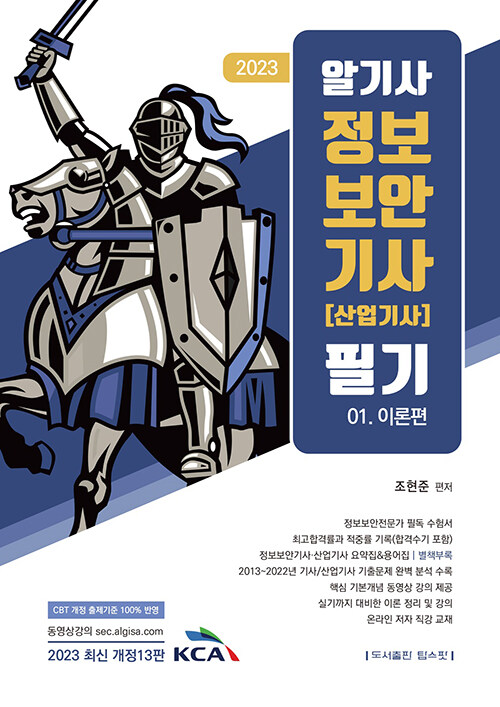 2023
알기사
정보
보안
기사
[산업기사]
필기
01. 이론편
조현준 편저
정보보안전문가 필독 수험서
최고합격률과 적중률 기록(합격수기 포함)
정보보안기사·산업기사 요약집&용어집 | 별책부록
2013~2022년 기사/산업기사 기출문제 완벽 분석 수록
핵심 기본개념 동영상 강의 제공
실기까지 대비한 이론 정리 및 강의
온라인 저자 직강 교재
CBT 개정 출제기준 100% 반영
동영상강의 sec.algisa.com
2023 최신 개정13판 KCA
| 도서출판 탑스팟 |